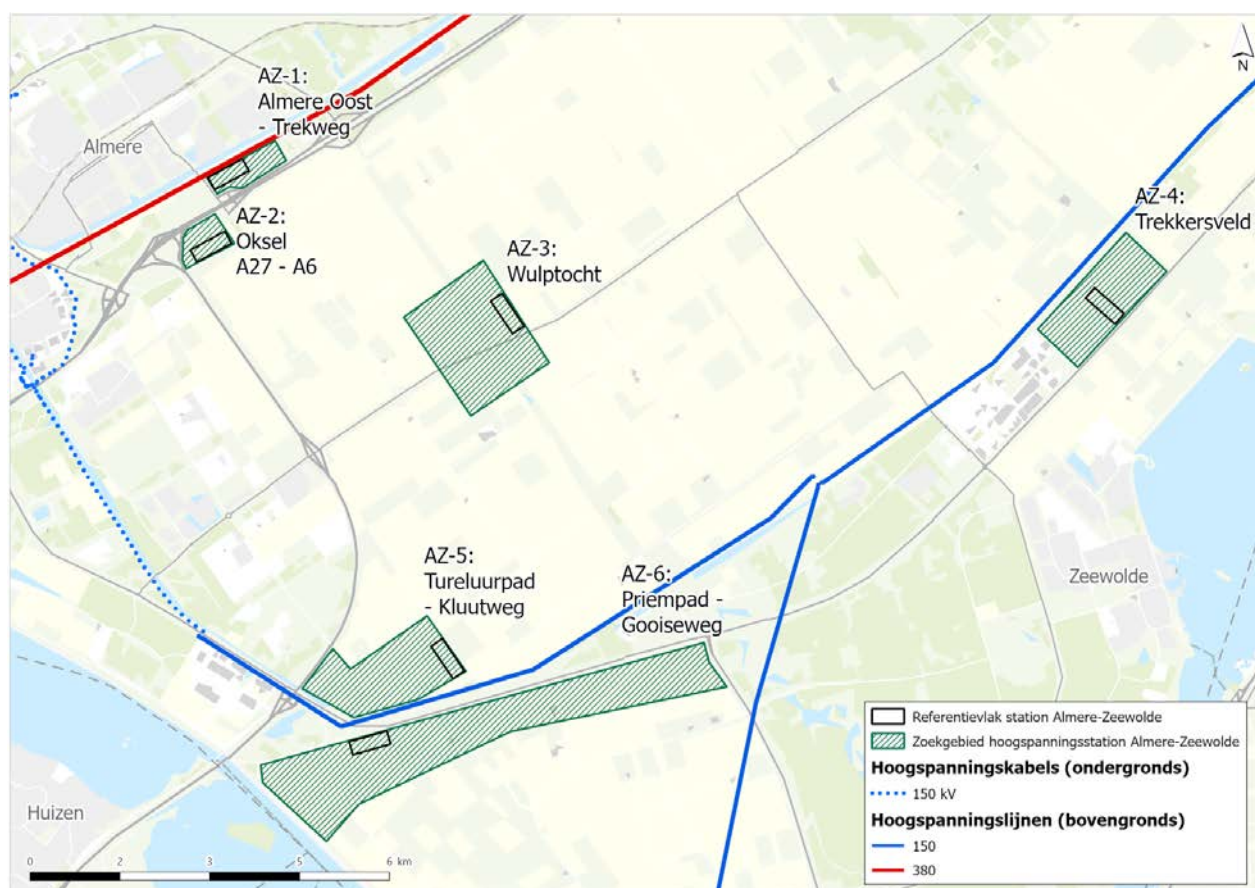 N
AZ-1:
Almere Oost
- Trekweg
Almere
AZ-2:
Oksel
A27 - A6
AZ-3:
Wulptocht
AZ-4:
Trekkersveld
AZ-5:
Tureluurpad
- Kluutweg
AZ-6:
Priempad -
Gooiseweg
Zeewolde
Huizen
0 2 3 5 6 km
Referentievlak station Almere-Zeewolde
Zoekgebied hoogspanningsstation Almere-Zeewolde
Hoogspanningskabels (ondergronds)
150 kV
Hoogspanningslijnen (bovengronds)
150
380